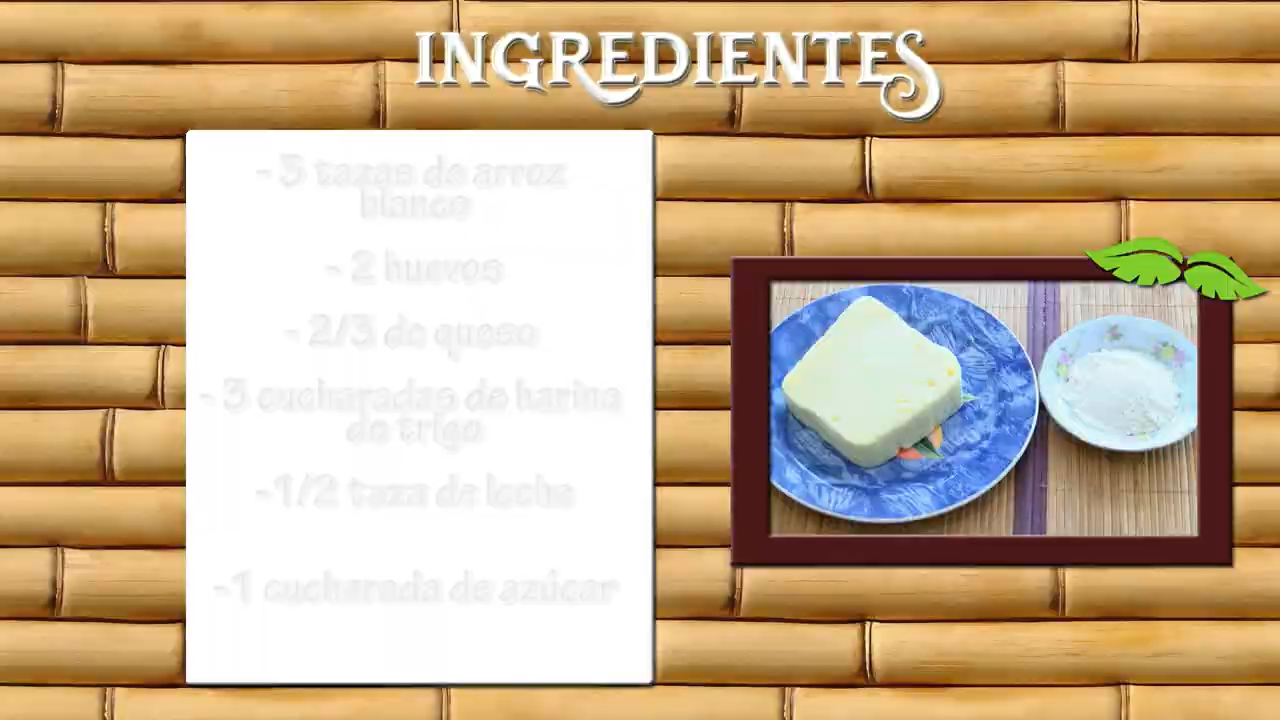 INGREDIENTES
- 3 tazas de arroz
blanco
- 2 huevos
- 2/3 de queso
- 3 cucharadas de harina
de trigo
-1/2 taza de leche
-1 cucharada de azúcar